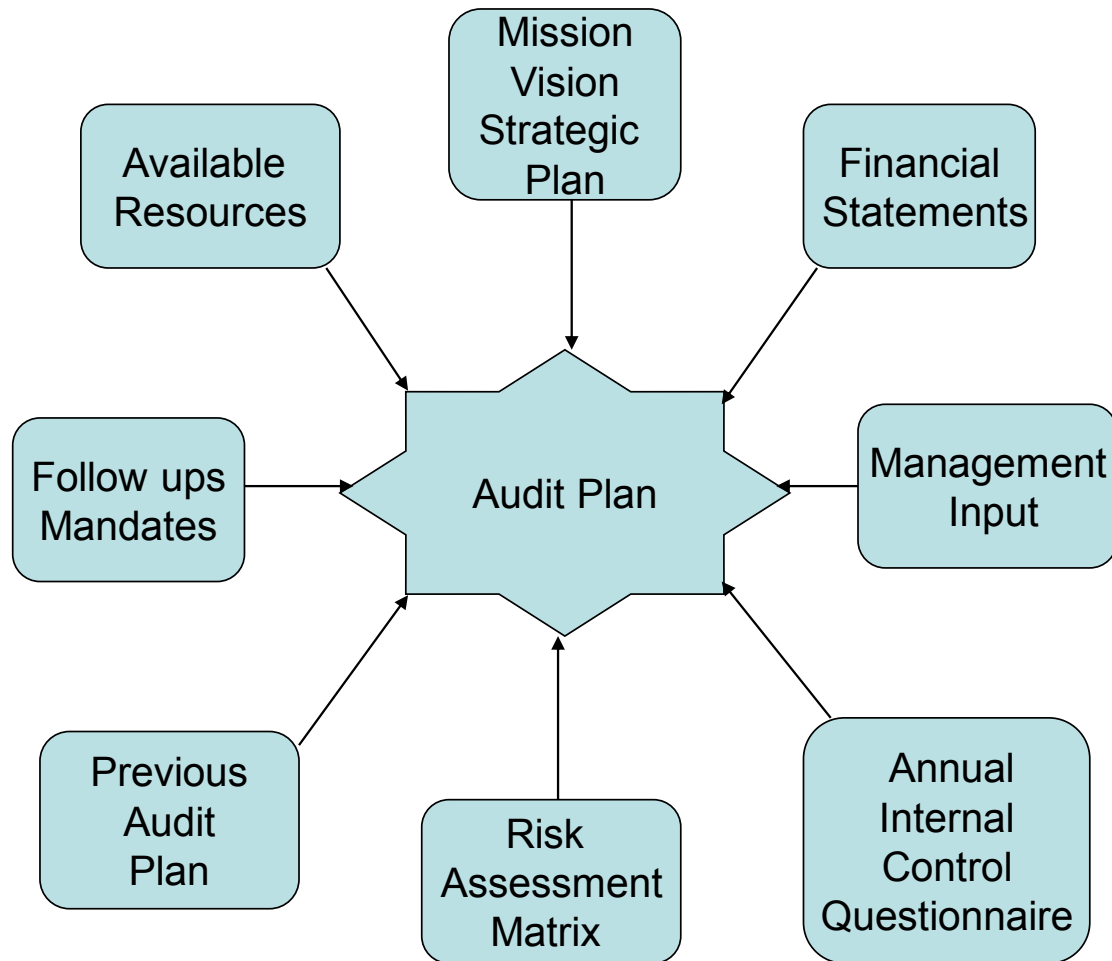 Mission
Vision
Strategic
Plan
Available
Resources
Financial
Statements
Follow ups
Mandates
Audit Plan
Management
Input
Previous
Audit
Plan
Risk
Assessment
Matrix
Annual
Internal
Control
Questionnaire